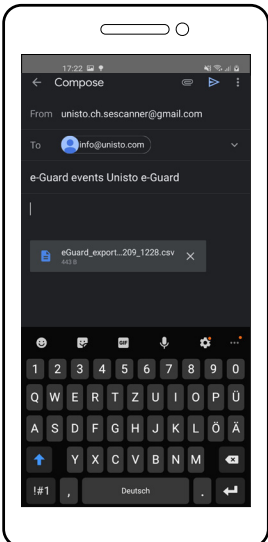 17:22
Compose
From unisto.ch.sescanner@gmail.com
To info@unisto.com
e-Guard events Unisto e-Guard
eGuard_export...209_1228.csv
443 B
GIF
1 2 3 4 5 6 7 8 9 0
Q W E R T Z U I O P Ü
A S D F G H J K L Ö Ä
Y X C V B N M
!#1 , Deutsch .